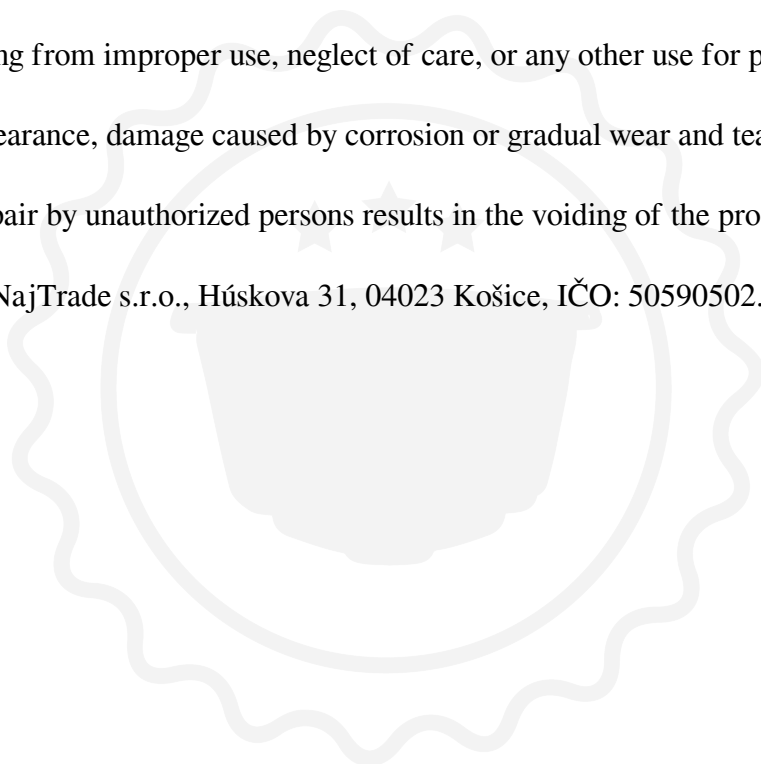 ng from improper use, neglect of care, or any other use for p
earance, damage caused by corrosion or gradual wear and tea
pair by unauthorized persons results in the voiding of the pro
NajTrade s.r.o., Húskova 31, 04023 Košice, IČO: 50590502.